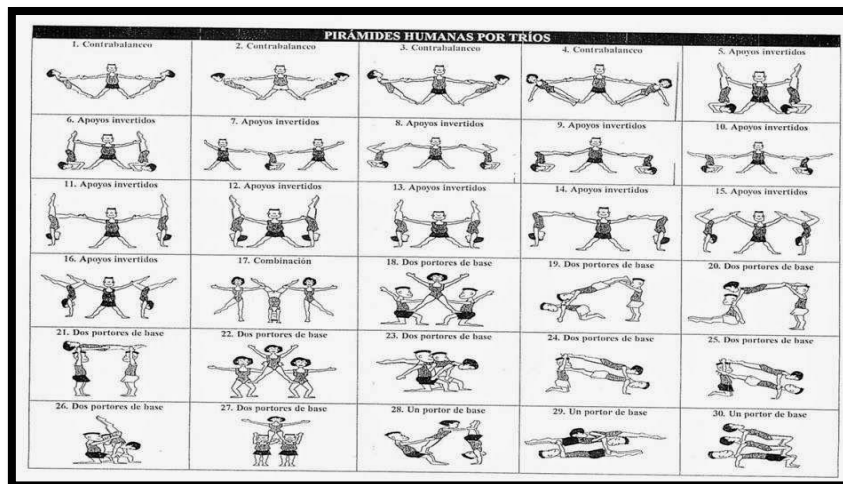 PIRÁMIDES HUMANAS POR TRÍOS
1. Contrabalanceo
2. Contrabalanceo
3. Contrabalanceo
4. Contrabalanceo
5. Apoyos invertidos
6. Apoyos invertidos
7. Apoyos invertidos
8. Apoyos invertidos
9. Apoyos invertidos
10. Apoyos invertidos
11. Apoyos invertidos
12. Apoyos invertidos
13. Apoyos invertidos
14. Apoyos invertidos
15. Apoyos invertidos
16. Apoyos invertidos
17. Combinación
18. Dos portores de base
19. Dos portores de base
20. Dos portores de base
21. Dos portores de base
22. Dos portores de base
23. Dos portores de base
24. Dos portores de base
25. Dos portores de base
26. Dos portores de base
27. Dos portores de base
28. Un portor de base
29. Un portor de base
30. Un portor de base